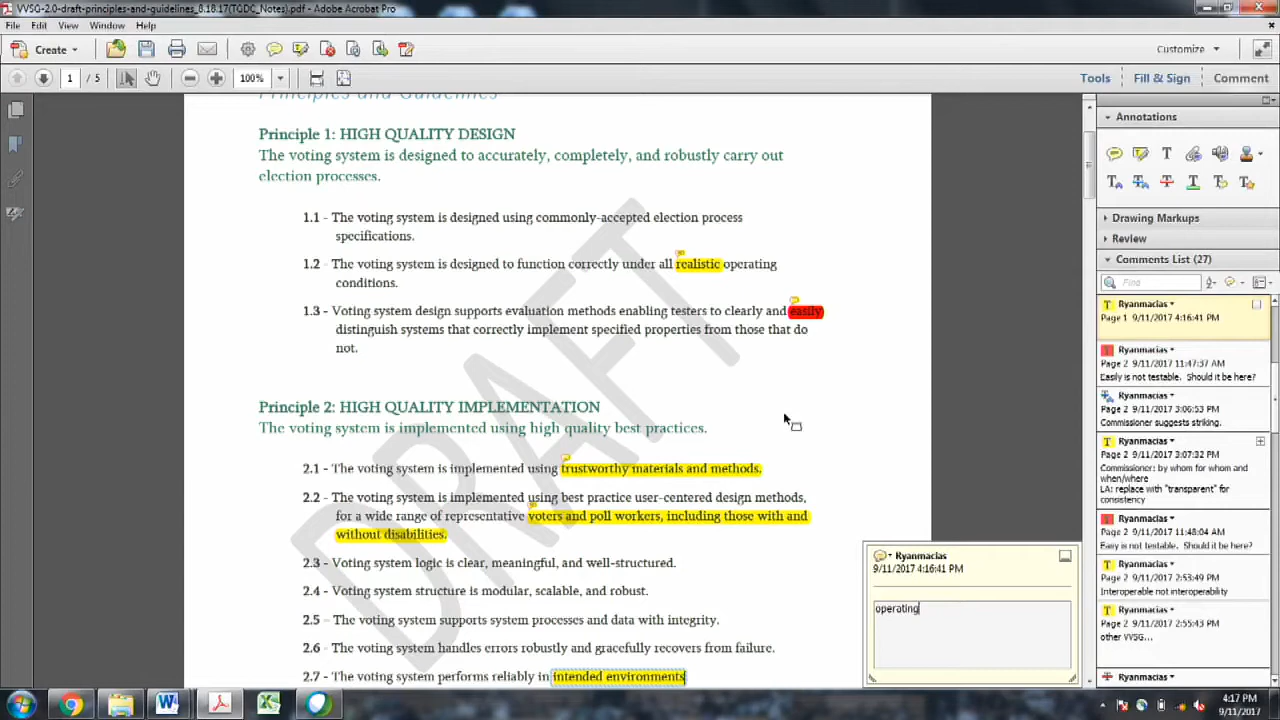 VVSG-2.0-draft-principles-and-guidelines_8.18.17(TGDC_Notes).pdf - Adobe Acrobat Pro
File Edit View Window Help
Create Customize
1 / 5 100% Tools Fill & Sign Comment
Principles and Guidelines
Principle 1: HIGH QUALITY DESIGN
The voting system is designed to accurately, completely, and robustly carry out
election processes.
1.1 - The voting system is designed using commonly-accepted election process
specifications.
1.2 - The voting system is designed to function correctly under all realistic operating
conditions.
1.3 - Voting system design supports evaluation methods enabling testers to clearly and easily
distinguish systems that correctly implement specified properties from those that do
not.
Principle 2: HIGH QUALITY IMPLEMENTATION
The voting system is implemented using high quality best practices.
2.1 - The voting system is implemented using trustworthy materials and methods.
2.2 - The voting system is implemented using best practice user-centered design methods,
for a wide range of representative voters and poll workers, including those with and
without disabilities.
2.3 - Voting system logic is clear, meaningful, and well-structured.
2.4 - Voting system structure is modular, scalable, and robust.
2.5 - The voting system supports system processes and data with integrity.
2.6 - The voting system handles errors robustly and gracefully recovers from failure.
2.7 - The voting system performs reliably in intended environments
DRAFT
Ryanmacias
9/11/2017 4:16:41 PM
operating
Annotations
Drawing Markups
Review
Comments List (27)
Find
Ryanmacias
Page 1 9/11/2017 4:16:41 PM
Ryanmacias
Page 2 9/11/2017 11:47:37 AM
Easily is not testable. Should it be here?
Ryanmacias
Page 2 9/11/2017 3:06:53 PM
Commissioner suggests striking.
Ryanmacias
Page 2 9/11/2017 3:07:32 PM
Commissioner: by whom for whom and
when/where
LA: replace with "transparent" for
consistency
Ryanmacias
Page 2 9/11/2017 11:48:04 AM
Easy is not testable. Should it be here?
Ryanmacias
Page 2 9/11/2017 2:53:49 PM
Interoperable not interoperability
Ryanmacias
Page 2 9/11/2017 2:55:43 PM
other VVSG...
Ryanmacias
4:17 PM
9/11/2017